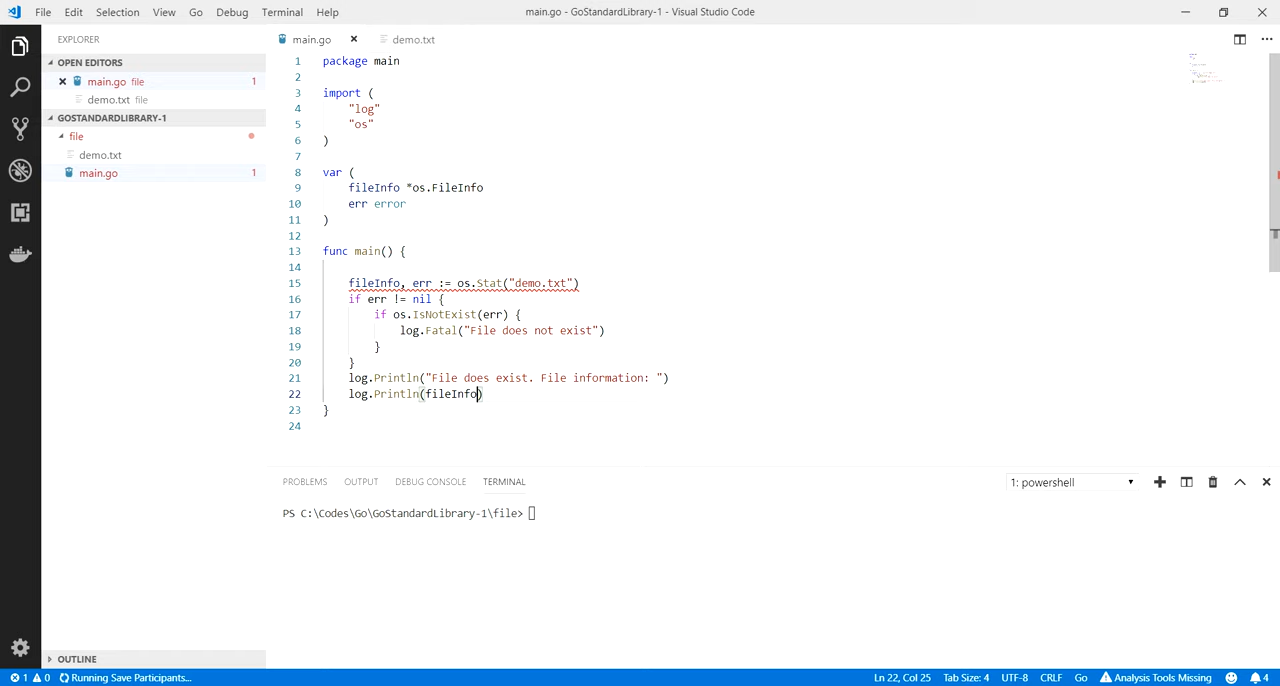 File Edit Selection View Go Debug Terminal Help main.go - GoStandardLibrary-1 - Visual Studio Code
EXPLORER
OPEN EDITORS
main.go file 1
demo.txt file
GOSTANDARDLIBRARY-1
file
demo.txt
main.go 1
OUTLINE
main.go demo.txt
1 package main
2
3 import (
4 "log"
5 "os"
6 )
7
8 var (
9 fileInfo *os.FileInfo
10 err error
11 )
12
13 func main() {
14
15 fileInfo, err := os.Stat("demo.txt")
16 if err != nil {
17 if os.IsNotExist(err) {
18 log.Fatal("File does not exist")
19 }
20 }
21 log.Println("File does exist. File information: ")
22 log.Println(fileInfo)
23 }
24
PROBLEMS OUTPUT DEBUG CONSOLE TERMINAL 1: powershell
PS C:\Codes\Go\GoStandardLibrary-1\file>
1 0 Running Save Participants... Ln 22, Col 25 Tab Size: 4 UTF-8 CRLF Go Analysis Tools Missing 4